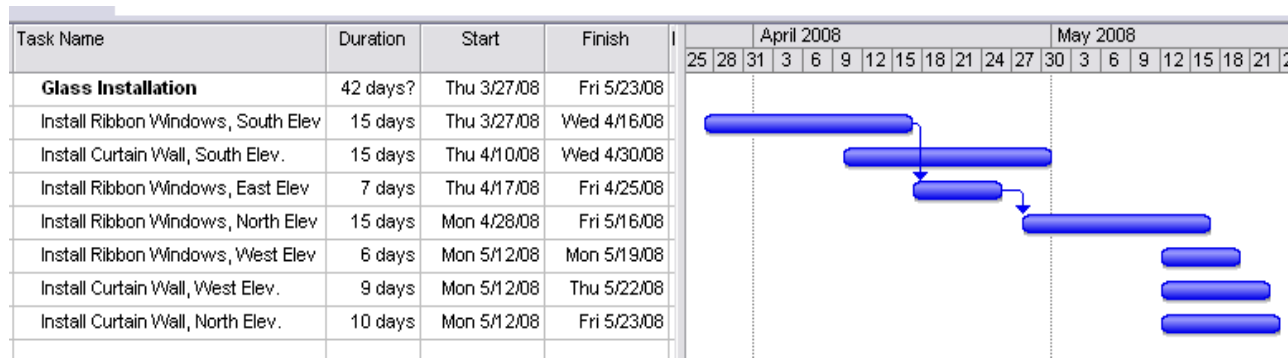 Task Name Duration Start Finish April 2008 May 2008
25 28 31 3 6 9 12 15 18 21 24 27 30 3 6 9 12 15 18 21
Glass Installation 42 days? Thu 3/27/08 Fri 5/23/08
Install Ribbon Windows, South Elev 15 days Thu 3/27/08 Wed 4/16/08
Install Curtain Wall, South Elev. 15 days Thu 4/10/08 Wed 4/30/08
Install Ribbon Windows, East Elev 7 days Thu 4/17/08 Fri 4/25/08
Install Ribbon Windows, North Elev 15 days Mon 4/28/08 Fri 5/16/08
Install Ribbon Windows, West Elev 6 days Mon 5/12/08 Mon 5/19/08
Install Curtain Wall, West Elev. 9 days Mon 5/12/08 Thu 5/22/08
Install Curtain Wall, North Elev. 10 days Mon 5/12/08 Fri 5/23/08